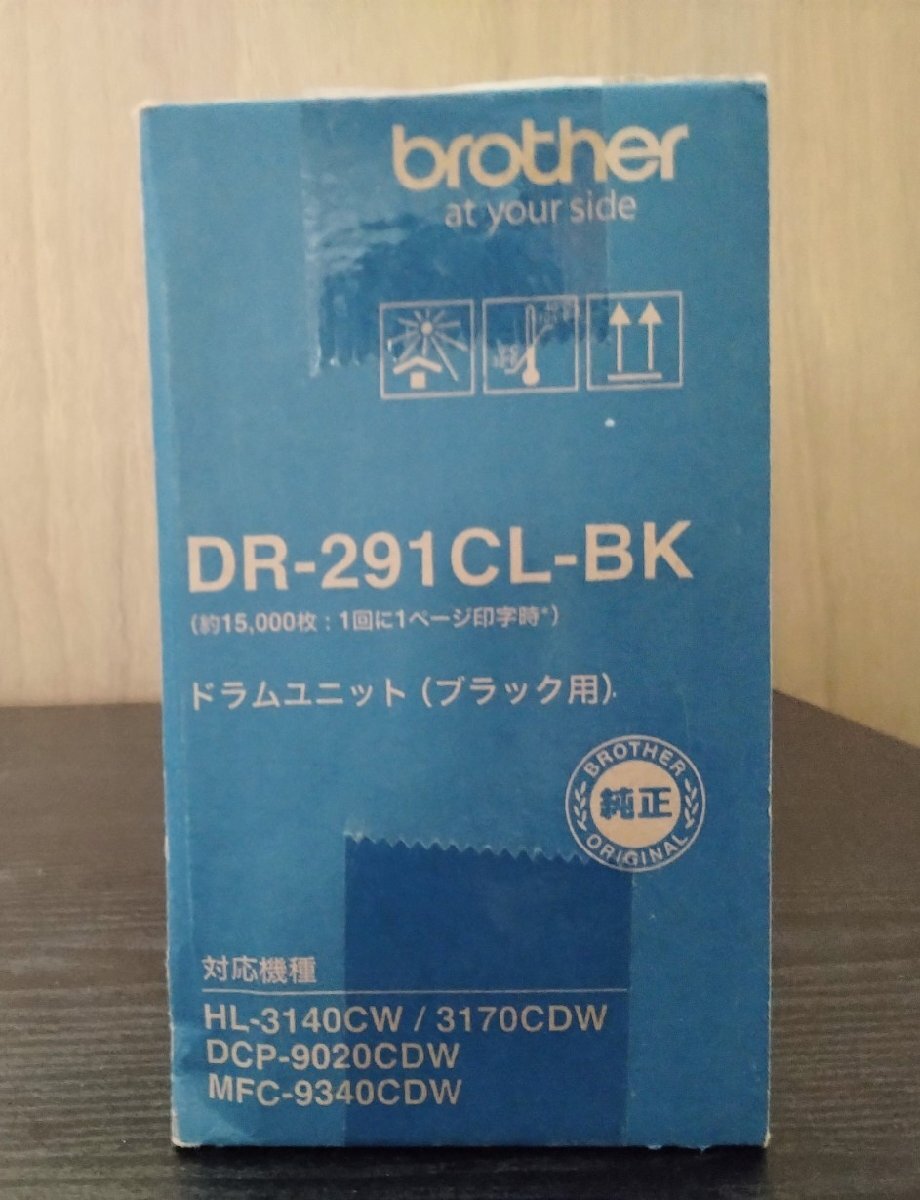 brother
at your side
DR-291CL-BK
(約15,000枚：1回に1ページ印字時*)
ドラムユニット(ブラック用)
BROTHER
純正
ORIGINAL
対応機種
HL-3140CW / 3170CDW
DCP-9020CDW
MFC-9340CDW